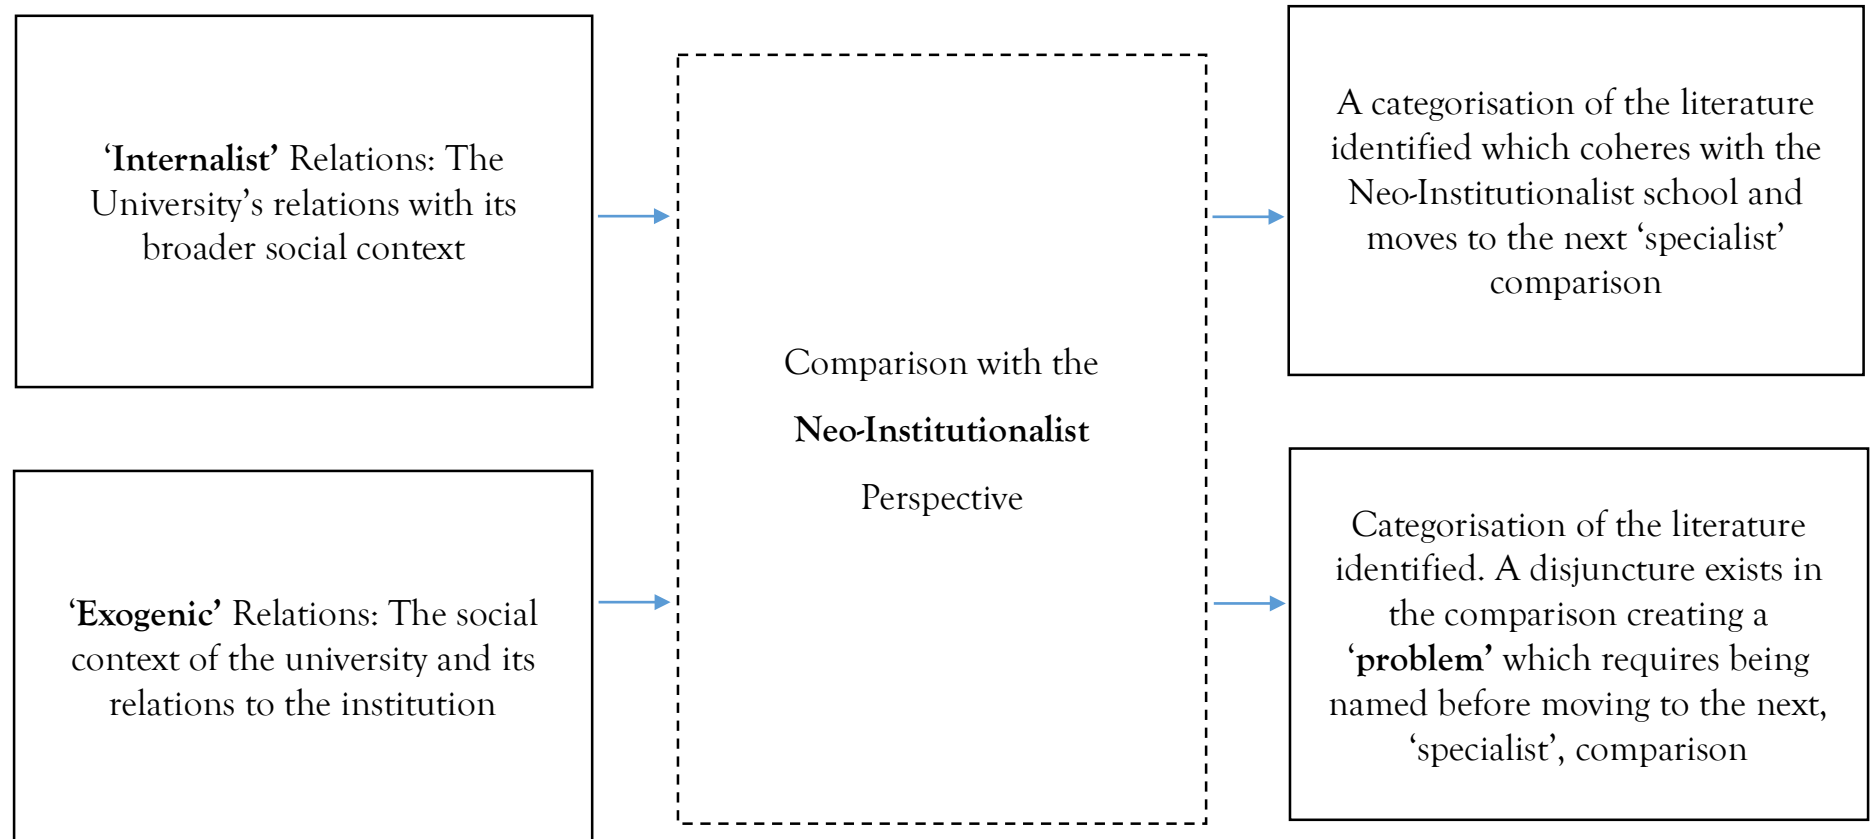 ‘Internalist’ Relations: The
University’s relations with its
broader social context
‘Exogenic’ Relations: The social
context of the university and its
relations to the institution
Comparison with the
Neo-Institutionalist
Perspective
A categorisation of the literature
identified which coheres with the
Neo-Institutionalist school and
moves to the next ‘specialist’
comparison
Categorisation of the literature
identified. A disjuncture exists in
the comparison creating a
‘problem’ which requires being
named before moving to the next,
‘specialist’, comparison